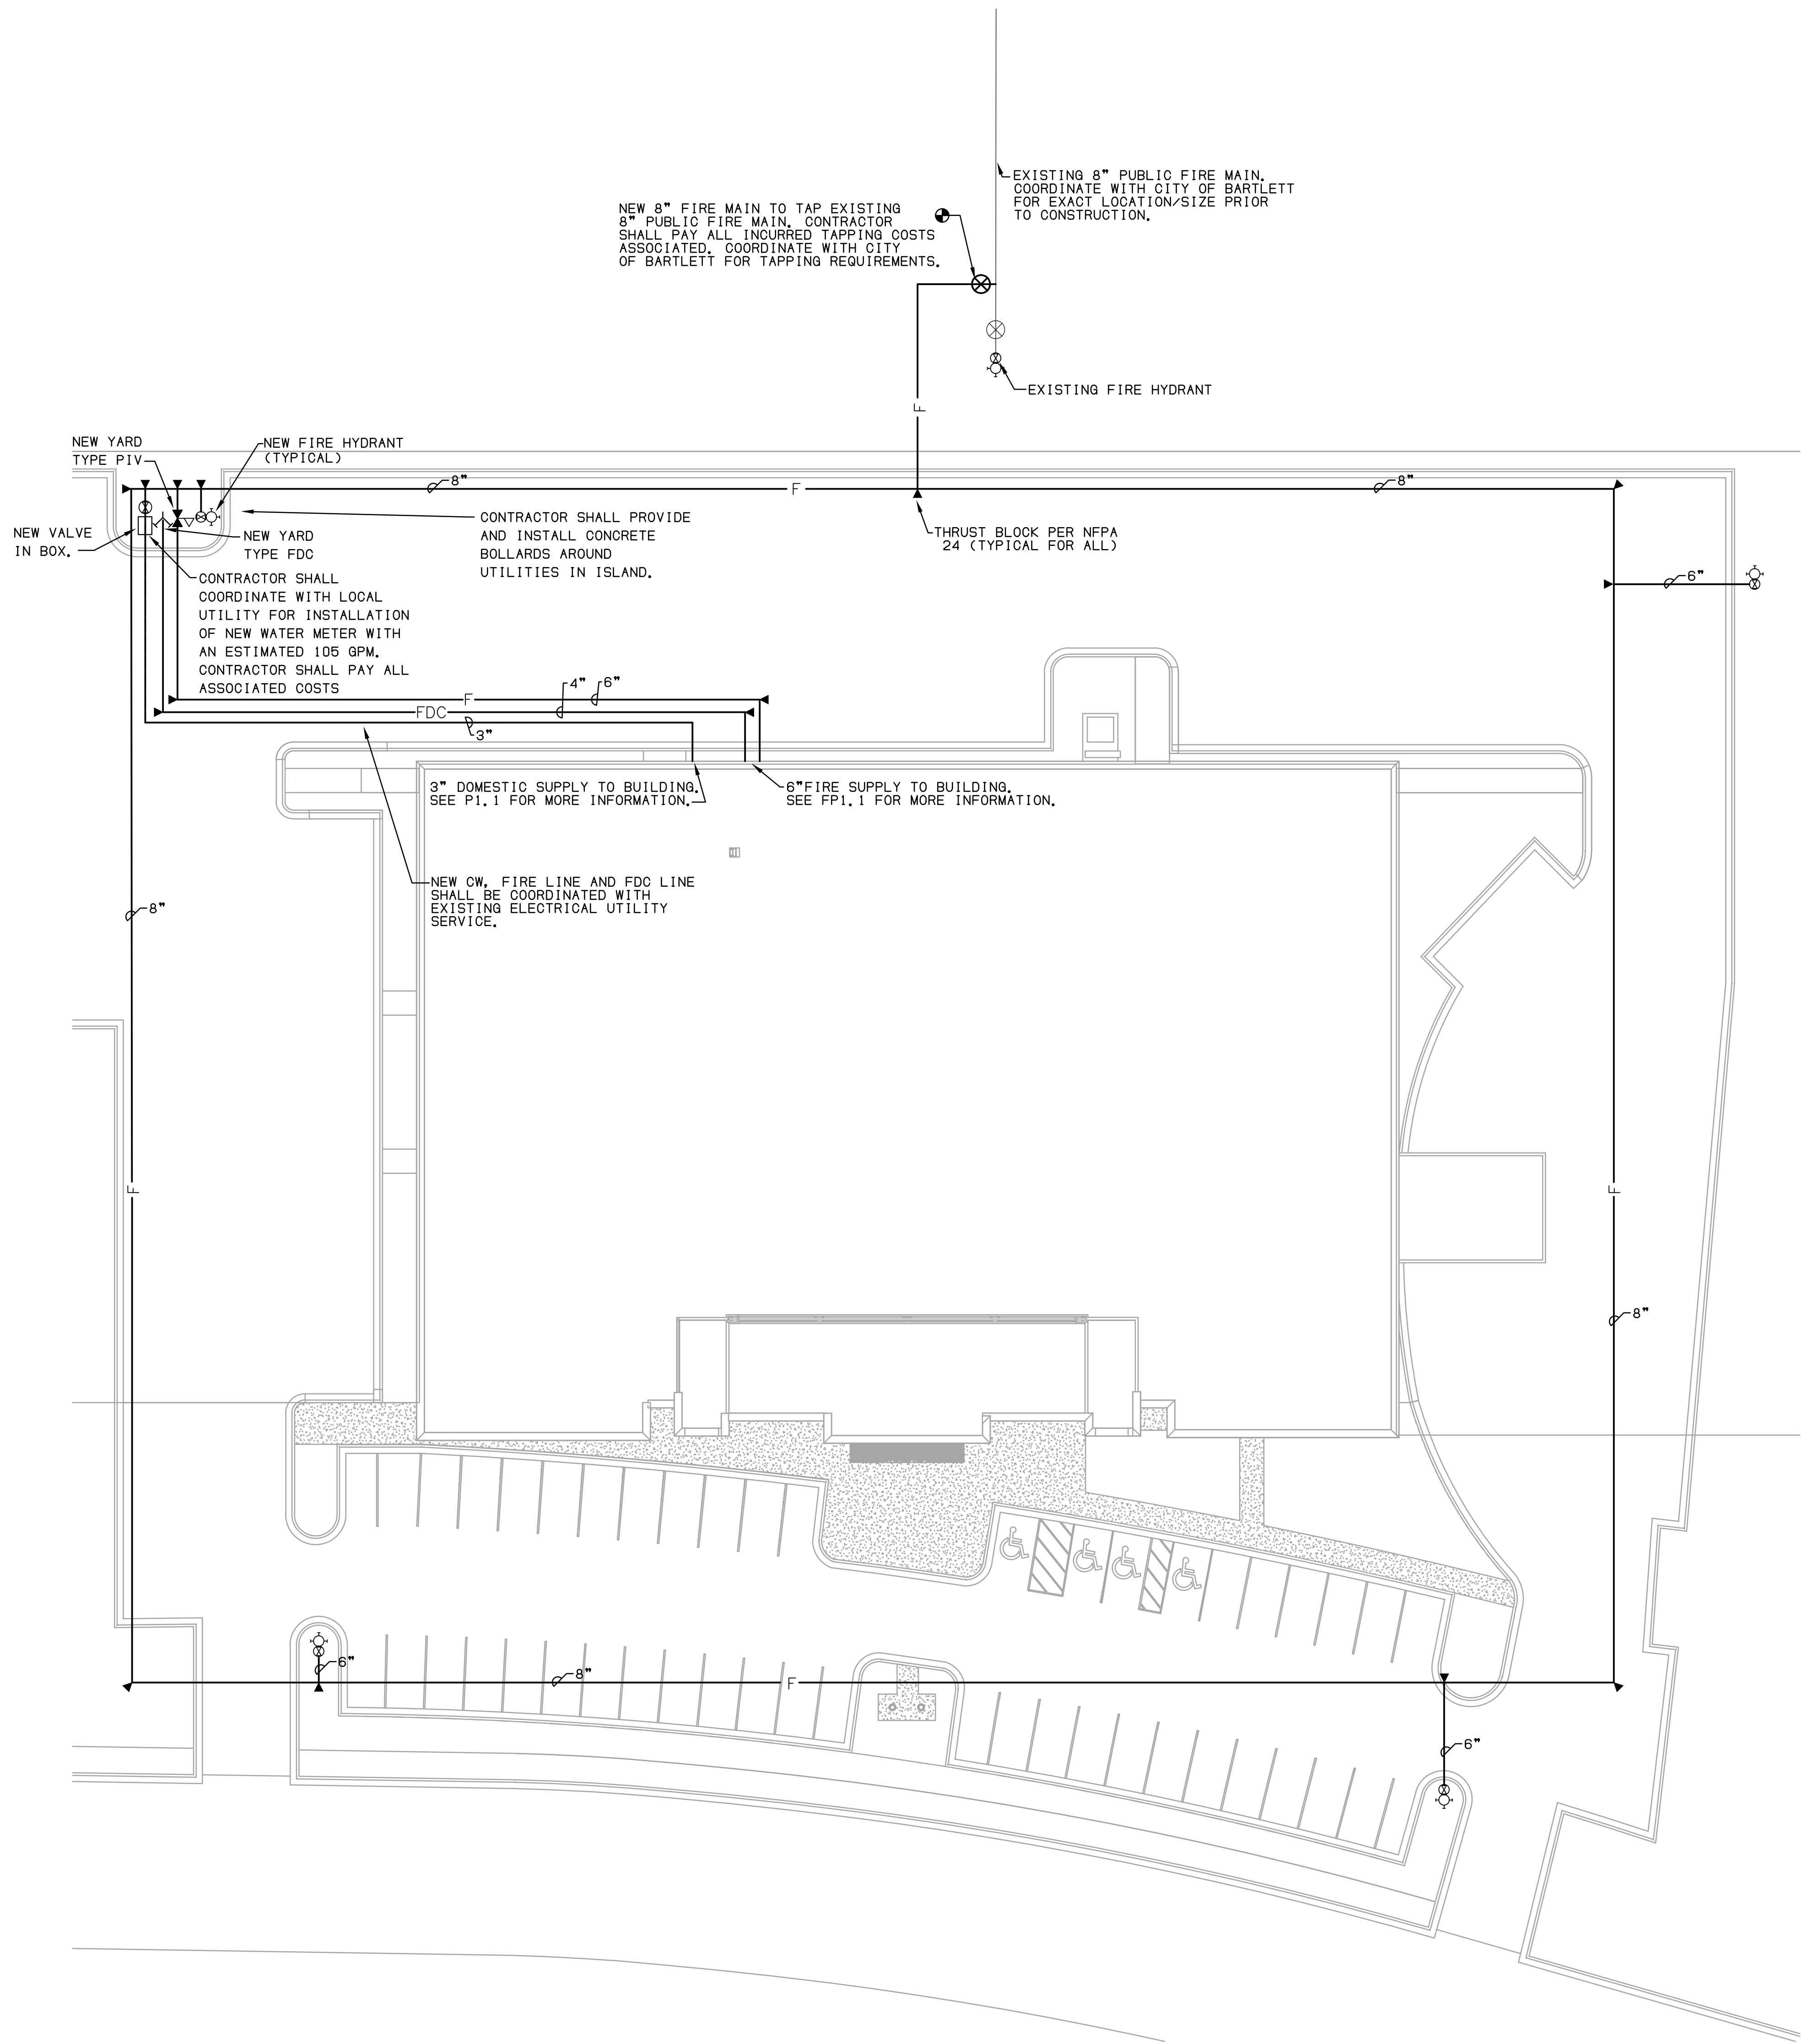 EXISTING 8" PUBLIC FIRE MAIN.
COORDINATE WITH CITY OF BARTLETT
FOR EXACT LOCATION/SIZE PRIOR
TO CONSTRUCTION.
NEW 8" FIRE MAIN TO TAP EXISTING
8" PUBLIC FIRE MAIN. CONTRACTOR
SHALL PAY ALL INCURRED TAPPING COSTS
ASSOCIATED. COORDINATE WITH CITY
OF BARTLETT FOR TAPPING REQUIREMENTS.
EXISTING FIRE HYDRANT
F
NEW YARD
TYPE PIV
NEW FIRE HYDRANT
(TYPICAL)
8"
F
8"
NEW VALVE
IN BOX.
NEW YARD
TYPE FDC
CONTRACTOR SHALL PROVIDE
AND INSTALL CONCRETE
BOLLARDS AROUND
UTILITIES IN ISLAND.
THRUST BLOCK PER NFPA
24 (TYPICAL FOR ALL)
6"
CONTRACTOR SHALL
COORDINATE WITH LOCAL
UTILITY FOR INSTALLATION
OF NEW WATER METER WITH
AN ESTIMATED 105 GPM.
CONTRACTOR SHALL PAY ALL
ASSOCIATED COSTS
4"
6"
F
FDC
3"
3" DOMESTIC SUPPLY TO BUILDING.
SEE P1.1 FOR MORE INFORMATION.
6"FIRE SUPPLY TO BUILDING.
SEE FP1.1 FOR MORE INFORMATION.
NEW CW, FIRE LINE AND FDC LINE
SHALL BE COORDINATED WITH
EXISTING ELECTRICAL UTILITY
SERVICE.
8"
F
F
8"
6"
8"
F
6"